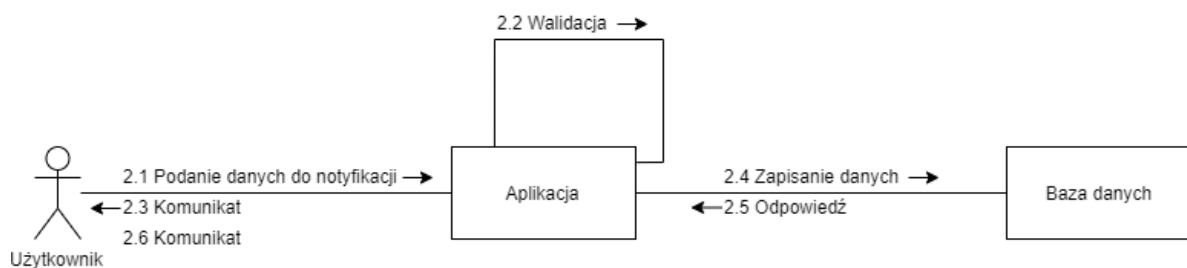 2.2 Walidacja
2.1 Podanie danych do notyfikacji
2.3 Komunikat
2.6 Komunikat
Użytkownik
Aplikacja
2.4 Zapisanie danych
2.5 Odpowiedź
Baza danych